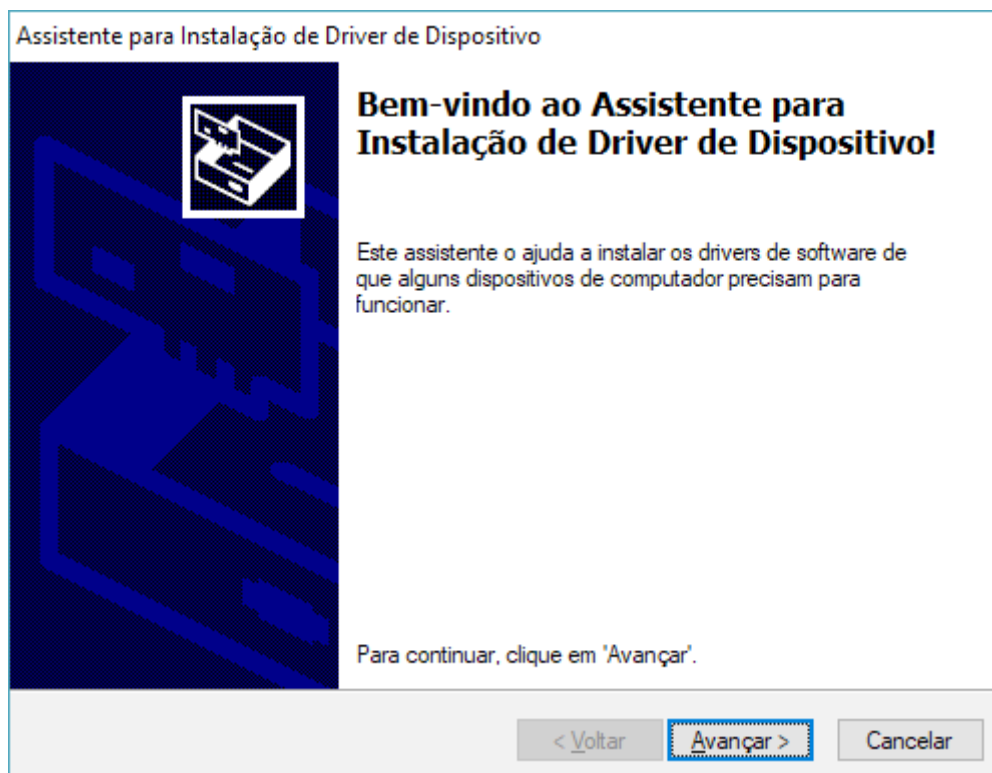 Assistente para Instalação de Driver de Dispositivo
Bem-vindo ao Assistente para
Instalação de Driver de Dispositivo!
Este assistente o ajuda a instalar os drivers de software de
que alguns dispositivos de computador precisam para
funcionar.
Para continuar, clique em 'Avançar'.
< Voltar Avançar > Cancelar